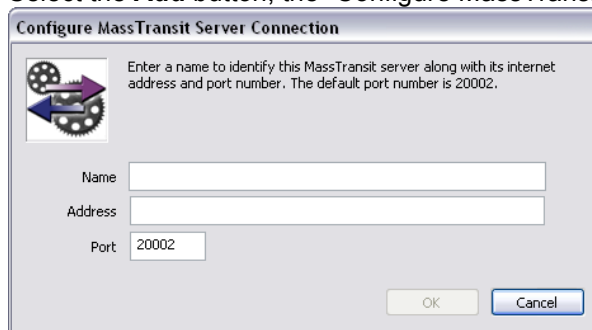 Select the Add button, the "Configure MassTrans
Configure MassTransit Server Connection
Enter a name to identify this MassTransit server along with its internet
address and port number. The default port number is 20002.
Name
Address
Port 20002
OK Cancel